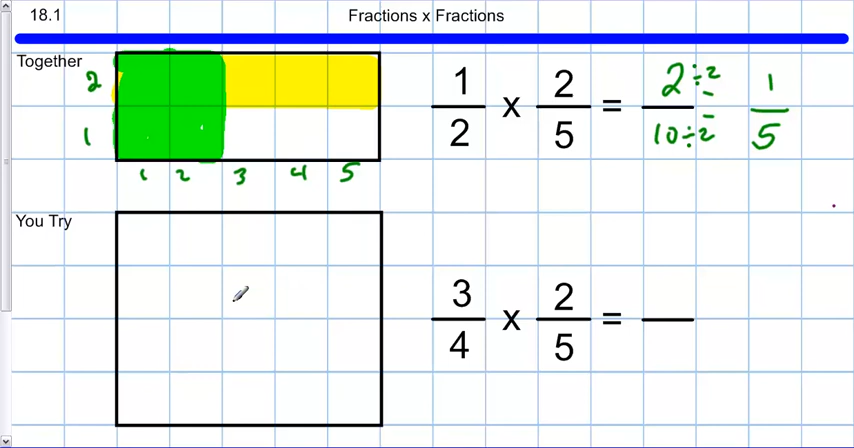 18.1 Fractions x Fractions
Together
2
1
1 2 3 4 5
1/2 x 2/5 = 2÷2/10÷2 = 1/5
You Try
3/4 x 2/5 =